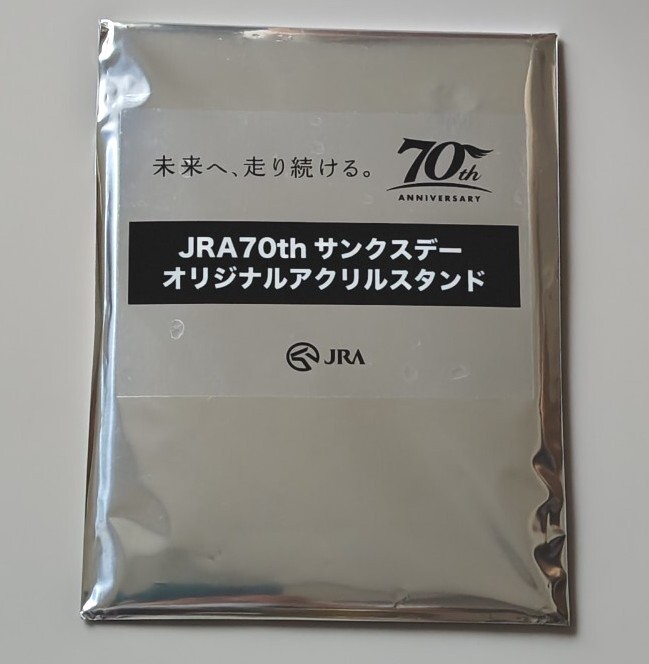 未来へ、走り続ける。
70th
ANNIVERSARY
JRA70th サンクスデー
オリジナルアクリルスタンド
JRA